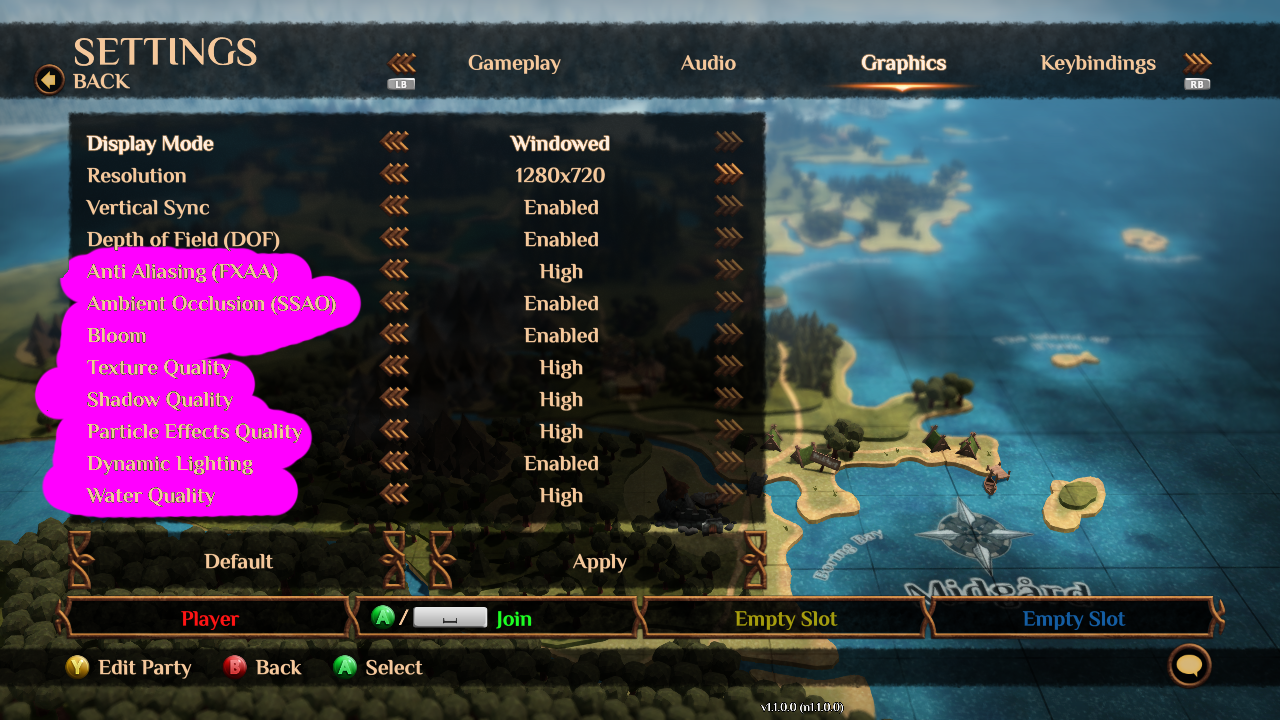 SETTINGS
BACK
LB
Gameplay
Audio
Graphics
Keybindings
RB
Display Mode Windowed
Resolution 1280x720
Vertical Sync Enabled
Depth of Field (DOF) Enabled
Anti Aliasing (FXAA) High
Ambient Occlusion (SSAO) Enabled
Bloom Enabled
Texture Quality High
Shadow Quality High
Particle Effects Quality High
Dynamic Lighting Enabled
Water Quality High
Boring Bay
Midgård
Default
Apply
Player
A / Join
Empty Slot
Empty Slot
Y Edit Party
B Back
A Select
v1.1.0.0 (n1.1.0.0)